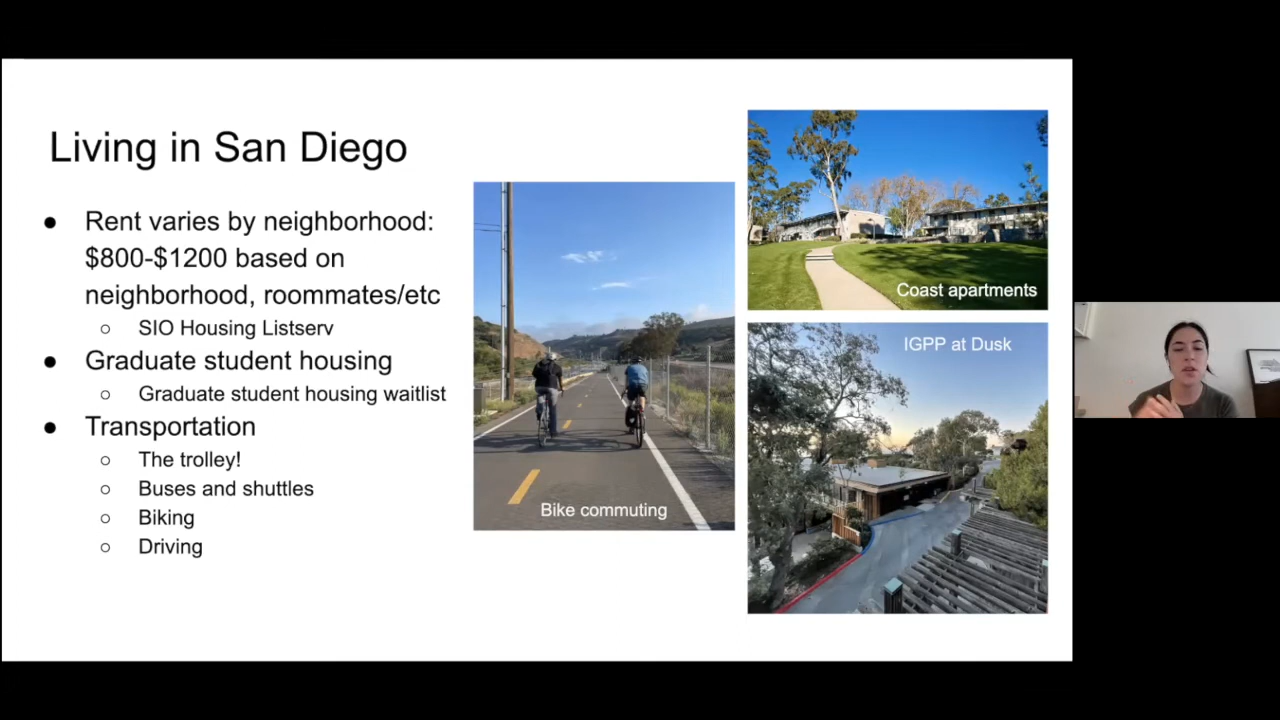 Living in San Diego
● Rent varies by neighborhood:
$800-$1200 based on
neighborhood, roommates/etc
○ SIO Housing Listserv
● Graduate student housing
○ Graduate student housing waitlist
● Transportation
○ The trolley!
○ Buses and shuttles
○ Biking
○ Driving
Bike commuting
Coast apartments
IGPP at Dusk